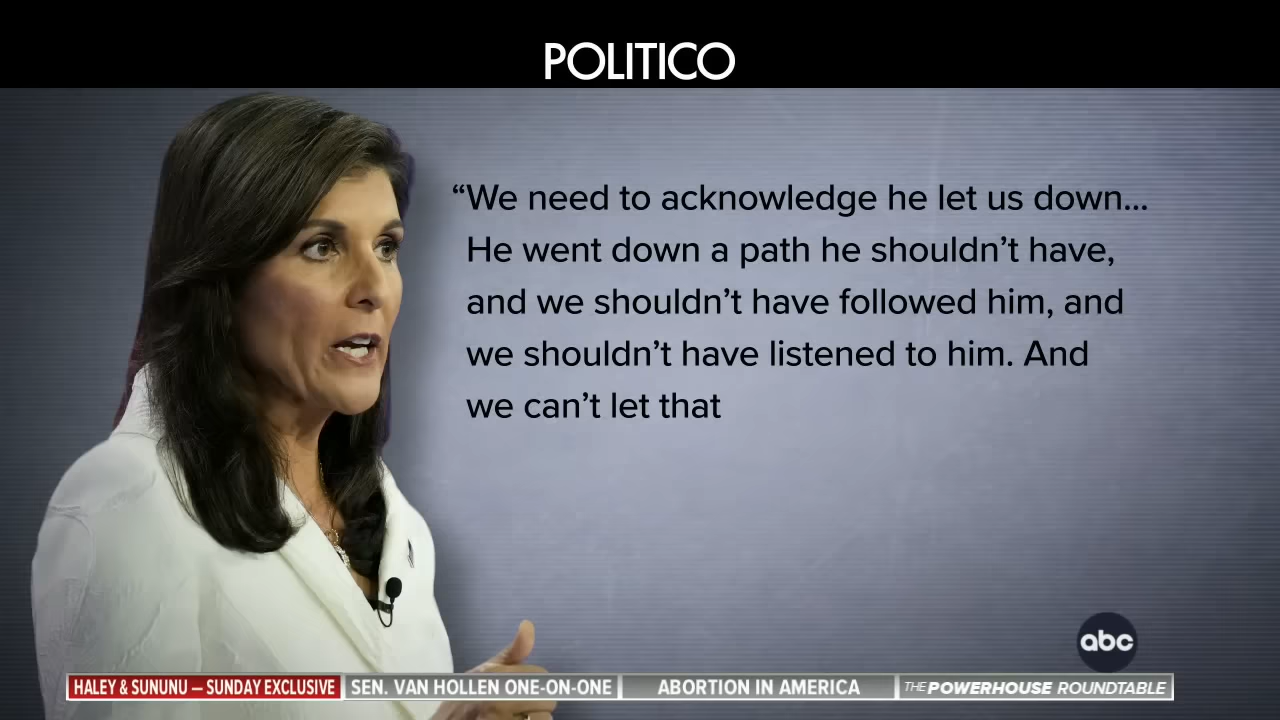 POLITICO
“We need to acknowledge he let us down...
He went down a path he shouldn’t have,
and we shouldn’t have followed him, and
we shouldn’t have listened to him. And
we can’t let that
abc
HALEY & SUNUNU – SUNDAY EXCLUSIVE
SEN. VAN HOLLEN ONE-ON-ONE
ABORTION IN AMERICA
THE POWERHOUSE ROUNDTABLE